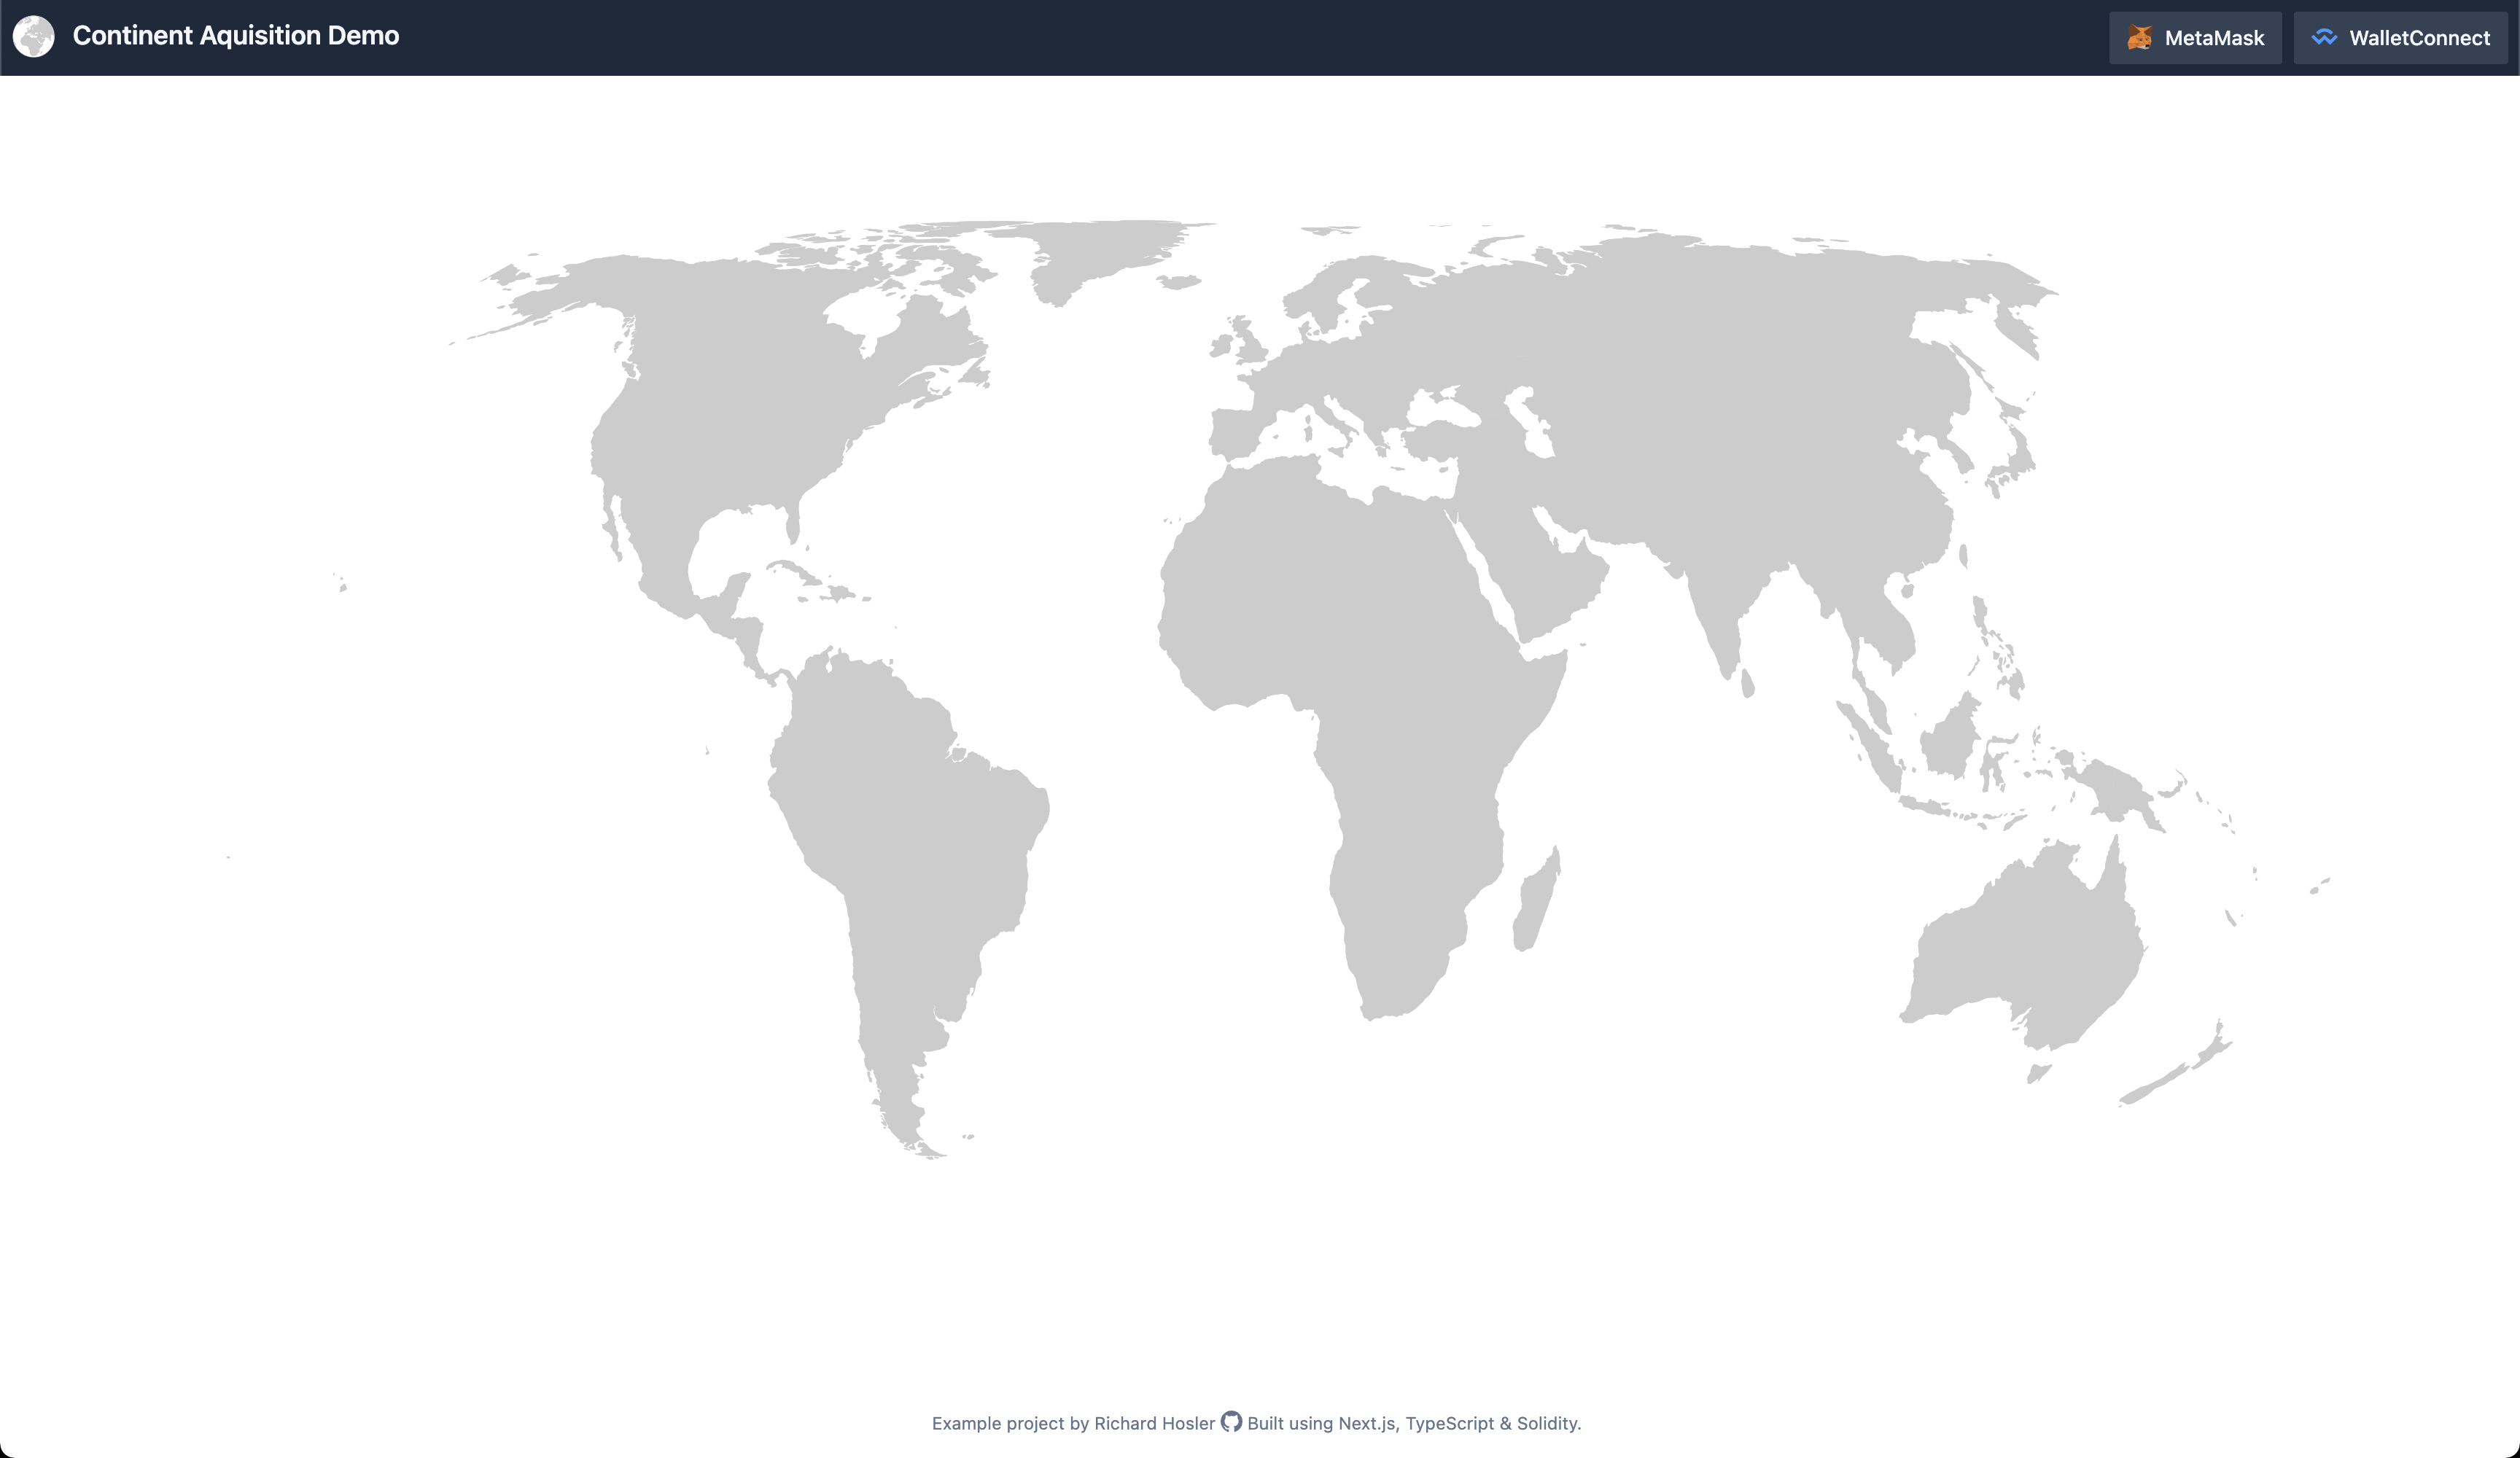 Continent Aquisition Demo
MetaMask
WalletConnect
Example project by Richard Hosler Built using Next.js, TypeScript & Solidity.